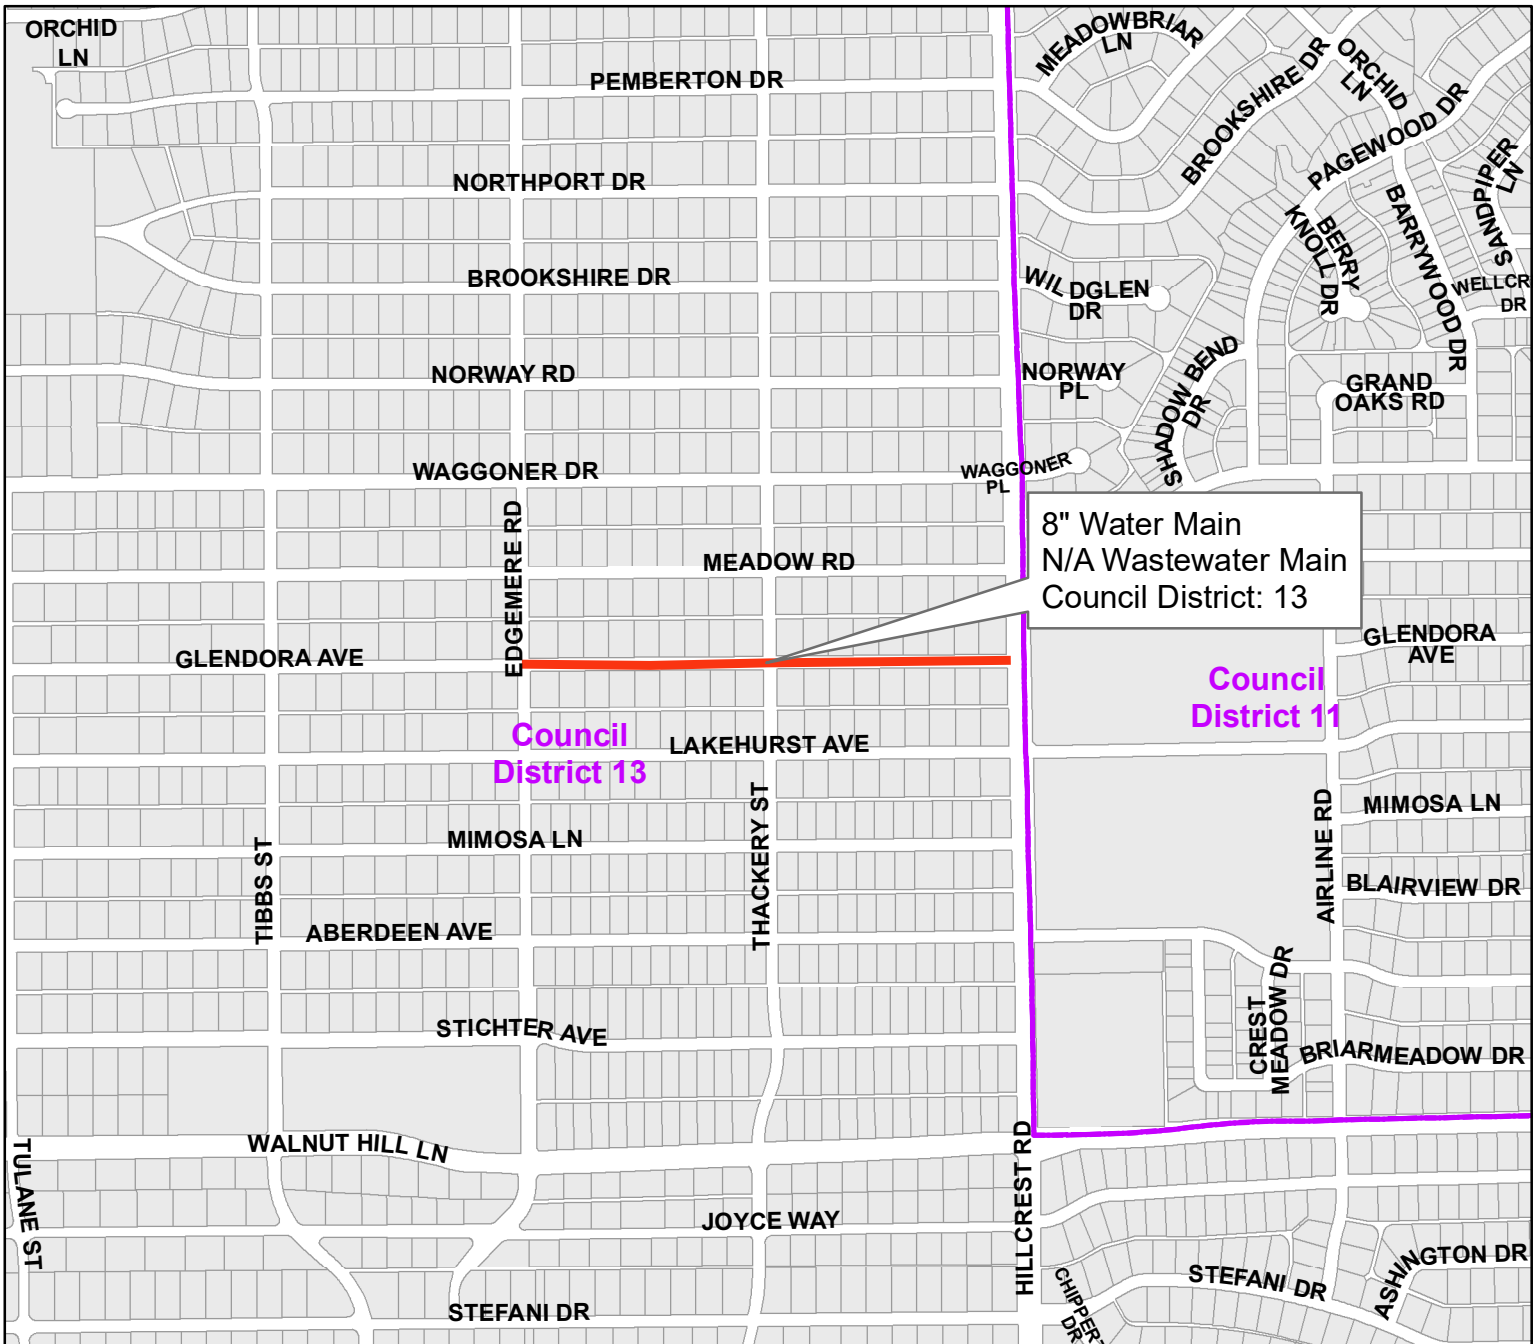 ORCHID
LN
PEMBERTON DR
MEADOWBRIAR
LN
BROOKSHIRE DR
ORCHID
LN
PAGEWOOD DR
SANDPIPER
LN
NORTHPORT DR
BARRYWOOD DR
BERRY
KNOLL DR
BROOKSHIRE DR
WILDGLEN
DR
WELLCR
DR
NORWAY RD
NORWAY
PL
SHADOW BEND
DR
GRAND
OAKS RD
WAGGONER DR
WAGGONER
PL
EDGEMERE RD
8" Water Main
N/A Wastewater Main
Council District: 13
MEADOW RD
GLENDORA AVE
GLENDORA
AVE
Council
District 11
Council
District 13
LAKEHURST AVE
THACKERY ST
AIRLINE RD
MIMOSA LN
MIMOSA LN
TIBBS ST
BLAIRVIEW DR
ABERDEEN AVE
CREST
MEADOW DR
STICHTER AVE
BRIARMEADOW DR
WALNUT HILL LN
TULANE ST
HILLCREST RD
JOYCE WAY
ASHINGTON DR
STEFANI DR
CHIPPER
DR
STEFANI DR